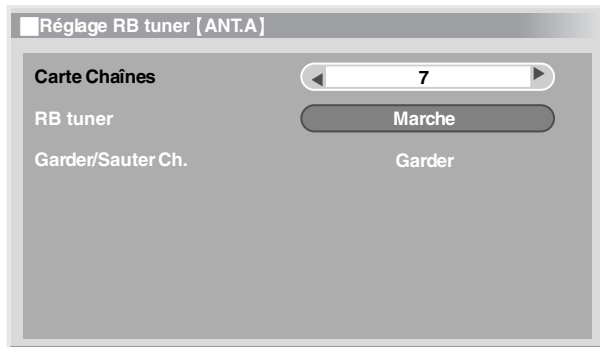 Réglage RB tuner [ANT.A]
Carte Chaînes 7
RB tuner Marche
Garder/Sauter Ch. Garder